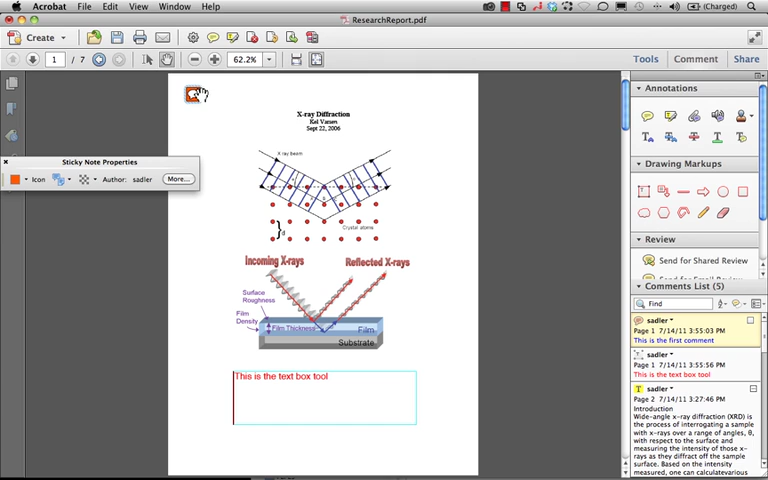 Acrobat File Edit View Window Help (Charged)
ResearchReport.pdf
Create
1 / 7 62.2% Tools Comment Share
Annotations
X-ray Diffraction
Kel Vanen
Sept 22, 2006
X ray beam
Crystal atoms
d
Sticky Note Properties
Icon Author: sadler More...
Incoming X-rays Reflected X-rays
Surface
Roughness
Film
Density
Film Thickness Film
Substrate
This is the text box tool
Drawing Markups
Review
Send for Shared Review
Comments List (5)
Find
sadler
Page 1 7/14/11 3:55:03 PM
This is the first comment
sadler
Page 1 7/14/11 3:55:56 PM
This is the text box tool
sadler
Page 2 7/14/11 3:27:46 PM
Introduction
Wide-angle x-ray diffraction (XRD) is
the process of interrogating a sample
with x-rays over a range of angles, θ,
with respect to the surface and
measuring the intensity of those x-
rays as they diffract off the sample
surface. Based on the intensity
measured, one can calculatevarious